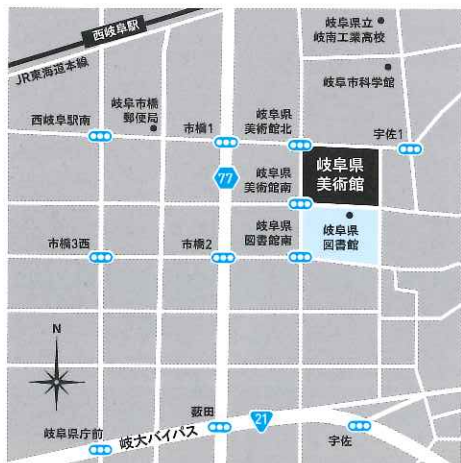 西岐阜駅
JR東海道本線
岐阜県立
岐南工業高校
岐阜市科学館
西岐阜駅南
岐阜市橋
郵便局
市橋1
岐阜県
美術館北
宇佐1
77
岐阜県
美術館南
岐阜県
美術館
市橋3西
市橋2
岐阜県
図書館南
岐阜県
図書館
N
岐阜県庁前
岐大バイパス
薮田
21
宇佐